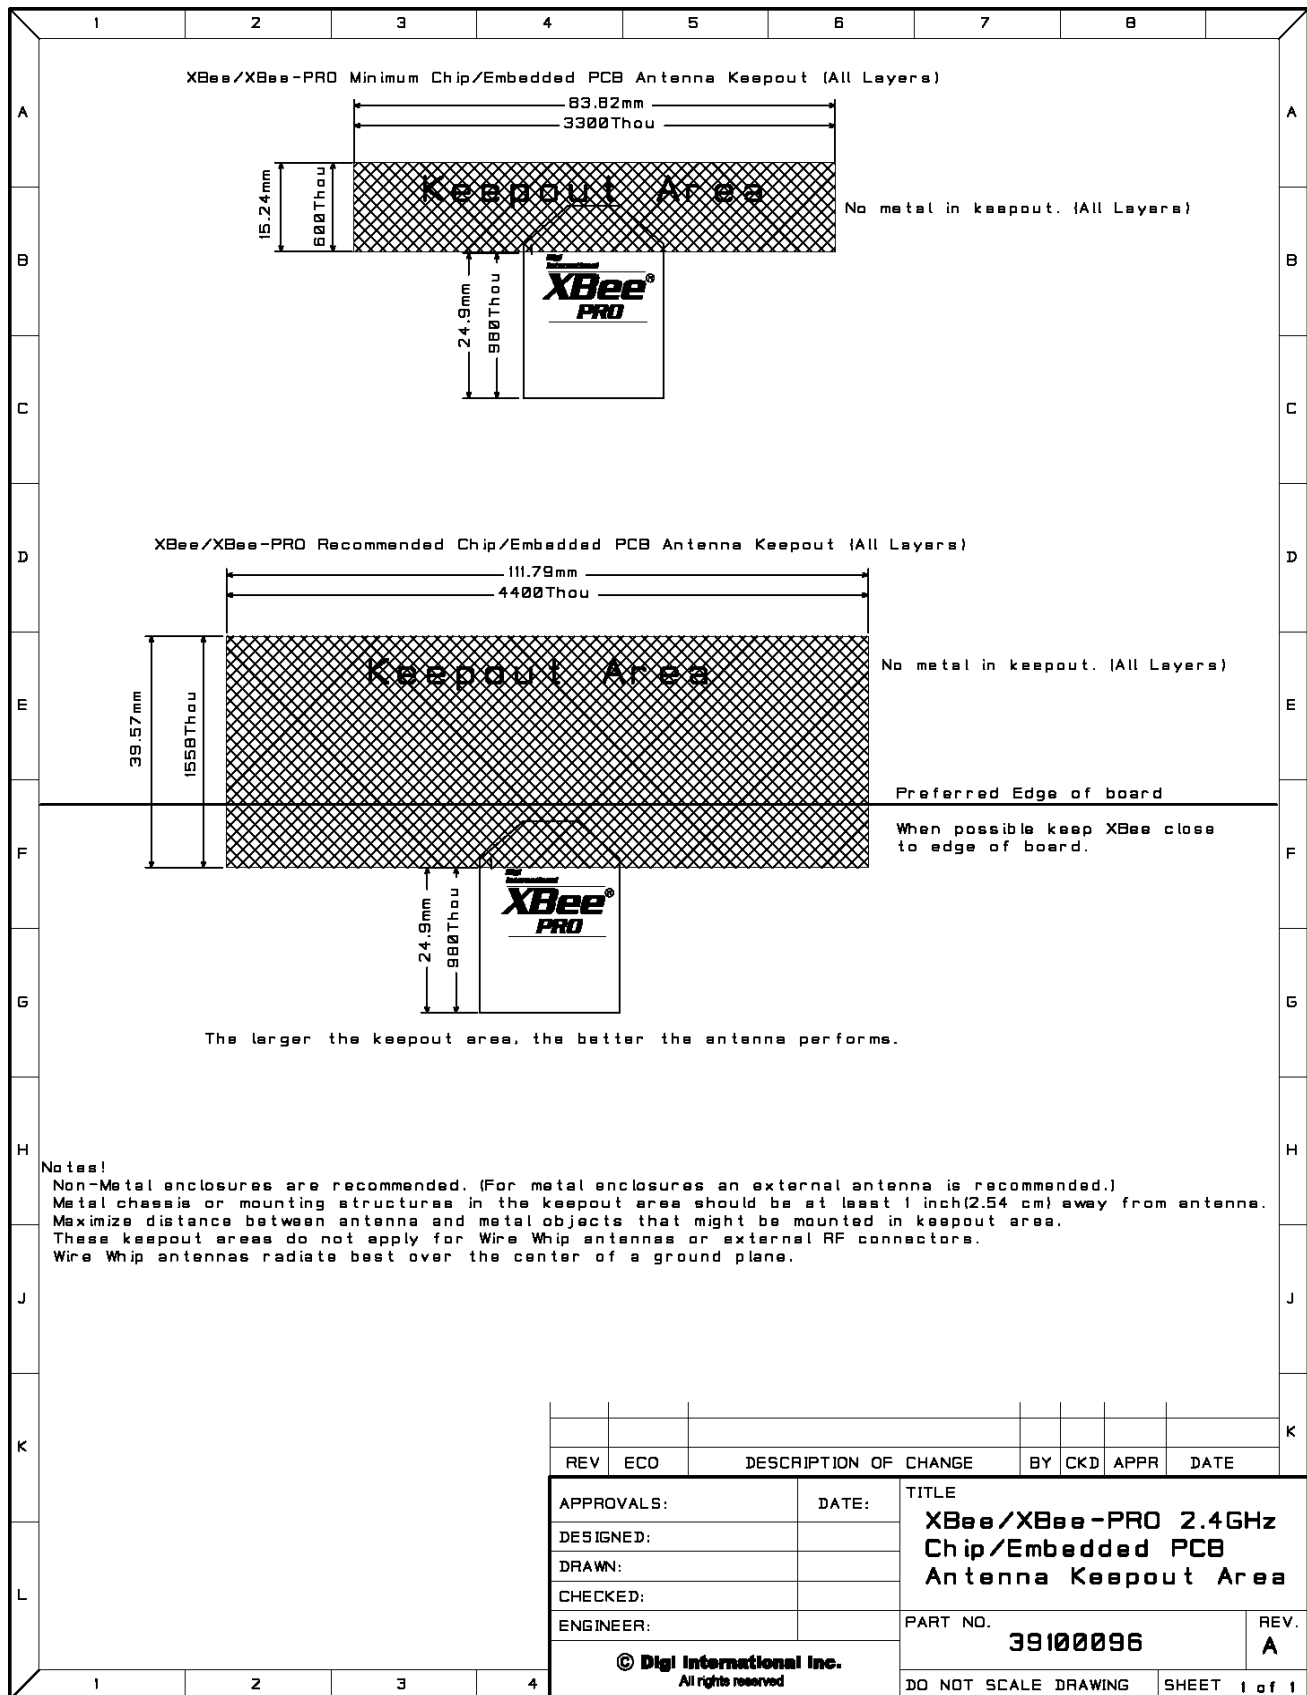 1 2 3 4 5 6 7 8
XBee/XBee-PRO Minimum Chip/Embedded PCB Antenna Keepout (All Layers)
A A
83.82mm
3300Thou
Keepout Area
15.24mm
600Thou
No metal in keepout. (All Layers)
B B
Digi
International
XBee®
PRO
24.9mm
980Thou
C C
XBee/XBee-PRO Recommended Chip/Embedded PCB Antenna Keepout (All Layers)
D D
111.79mm
4400Thou
Keepout Area
No metal in keepout. (All Layers)
E E
39.57mm
1558Thou
Preferred Edge of board
When possible keep XBee close
to edge of board.
F F
Digi
International
XBee®
PRO
24.9mm
980Thou
G G
The larger the keepout area, the better the antenna performs.
H H
Notes!
Non-Metal enclosures are recommended. (For metal enclosures an external antenna is recommended.)
Metal chassis or mounting structures in the keepout area should be at least 1 inch(2.54 cm) away from antenna.
Maximize distance between antenna and metal objects that might be mounted in keepout area.
These keepout areas do not apply for Wire Whip antennas or external RF connectors.
Wire Whip antennas radiate best over the center of a ground plane.
J J
K K
REV ECO DESCRIPTION OF CHANGE BY CKD APPR DATE
APPROVALS: DATE:
DESIGNED:
DRAWN:
CHECKED:
ENGINEER:
TITLE
XBee/XBee-PRO 2.4GHz
Chip/Embedded PCB
Antenna Keepout Area
L
PART NO.
39100096
REV.
A
© Digi International Inc.
All rights reserved
DO NOT SCALE DRAWING SHEET 1 of 1
1 2 3 4